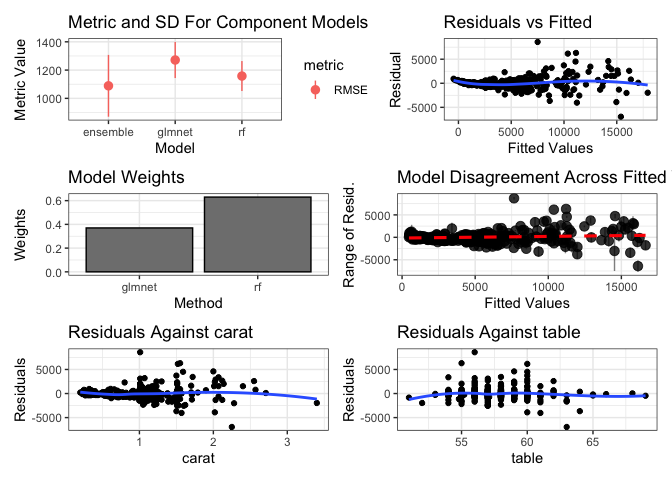 Metric and SD For Component Models
Metric Value
1400
1200
1000
ensemble glmnet rf
Model
metric
RMSE
Residuals vs Fitted
Residual
5000
0
-5000
0 5000 10000 15000
Fitted Values
Model Weights
Weights
0.6
0.4
0.2
0.0
glmnet rf
Method
Model Disagreement Across Fitted
Range of Resid.
5000
0
-5000
0 5000 10000 15000
Fitted Values
Residuals Against carat
Residuals
5000
0
-5000
1 2 3
carat
Residuals Against table
Residuals
5000
0
-5000
55 60 65
table